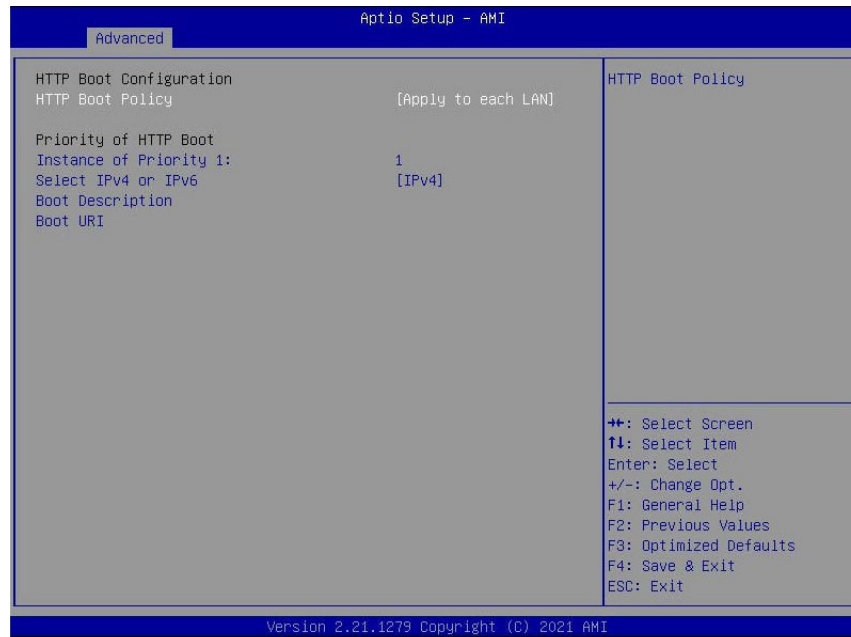 Aptio Setup – AMI
Advanced
HTTP Boot Configuration
HTTP Boot Policy [Apply to each LAN]
Priority of HTTP Boot
Instance of Priority 1: 1
Select IPv4 or IPv6 [IPv4]
Boot Description
Boot URI
HTTP Boot Policy
→←: Select Screen
↑↓: Select Item
Enter: Select
+/-: Change Opt.
F1: General Help
F2: Previous Values
F3: Optimized Defaults
F4: Save & Exit
ESC: Exit
Version 2.21.1279 Copyright (C) 2021 AMI